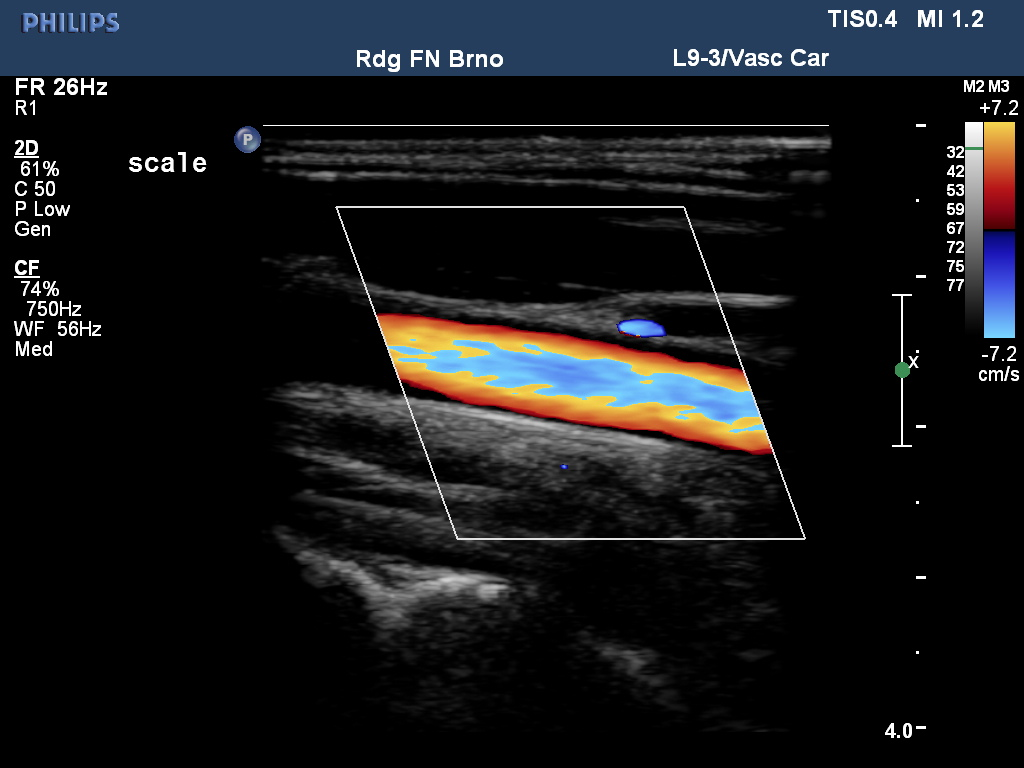 PHILIPS
TIS0.4 MI 1.2
Rdg FN Brno
L9-3/Vasc Car
FR 26Hz
R1
2D
61%
C 50
P Low
Gen
CF
74%
750Hz
WF 56Hz
Med
P
scale
M2 M3
+7.2
32
42
53
59
67
72
75
77
-7.2
cm/s
X
4.0